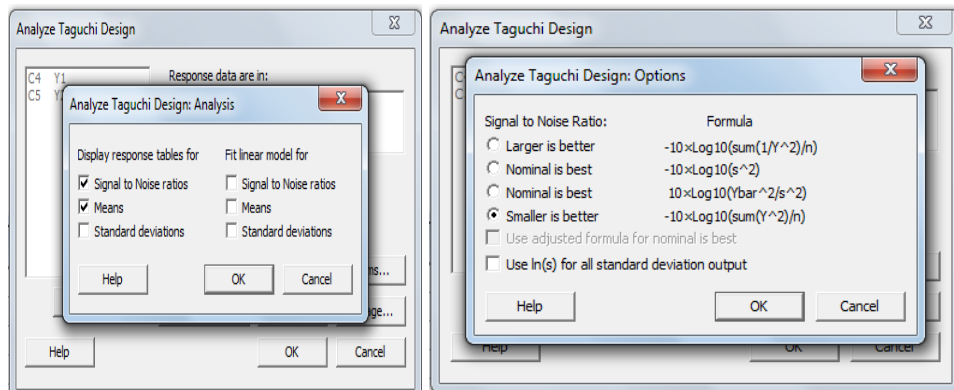 Analyze Taguchi Design
C4 Y1
C5
Response data are in:
Analyze Taguchi Design: Analysis
Display response tables for
Fit linear model for
Signal to Noise ratios
Signal to Noise ratios
Means
Means
Standard deviations
Standard deviations
Help
OK
Cancel
Help
OK
Cancel
Analyze Taguchi Design
Analyze Taguchi Design: Options
Signal to Noise Ratio:
Formula
Larger is better
-10×Log10(sum(1/Y^2)/n)
Nominal is best
-10×Log10(s^2)
Nominal is best
10×Log10(Ybar^2/s^2)
Smaller is better
-10×Log10(sum(Y^2)/n)
Use adjusted formula for nominal is best
Use ln(s) for all standard deviation output
Help
OK
Cancel
Help
OK
Cancel